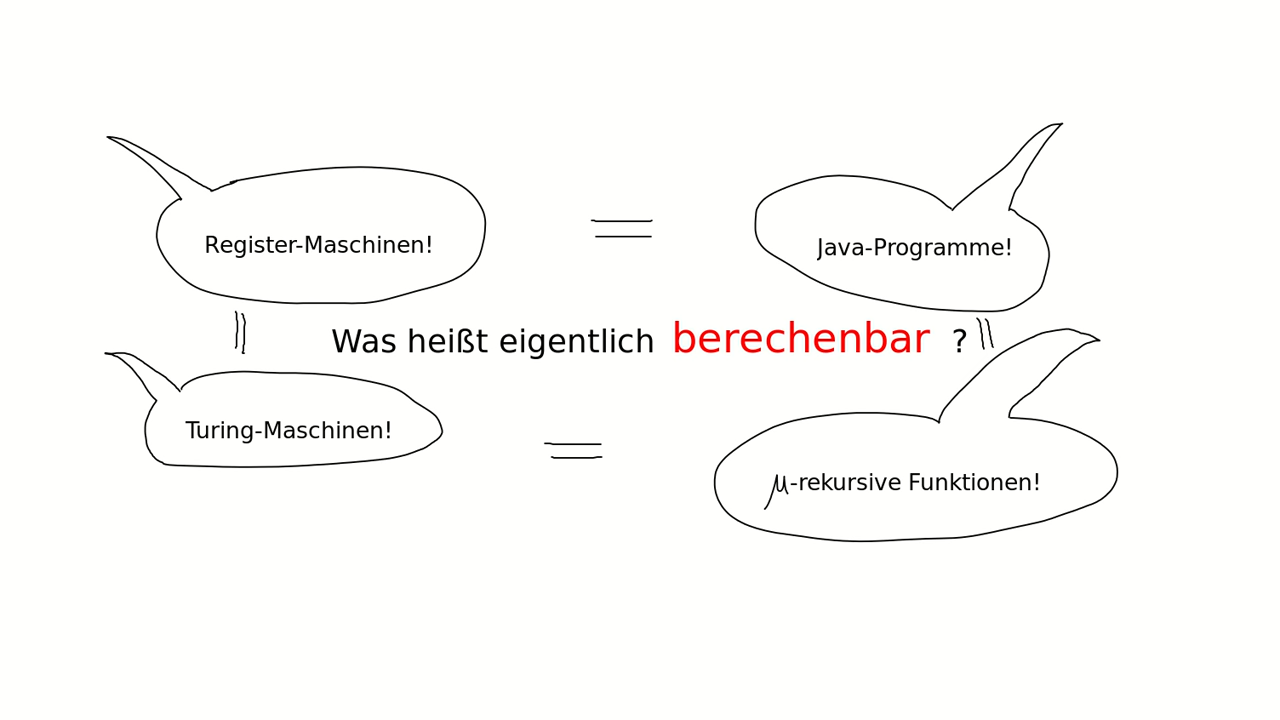 Register-Maschinen!
Java-Programme!
Was heißt eigentlich berechenbar ?
Turing-Maschinen!
μ-rekursive Funktionen!